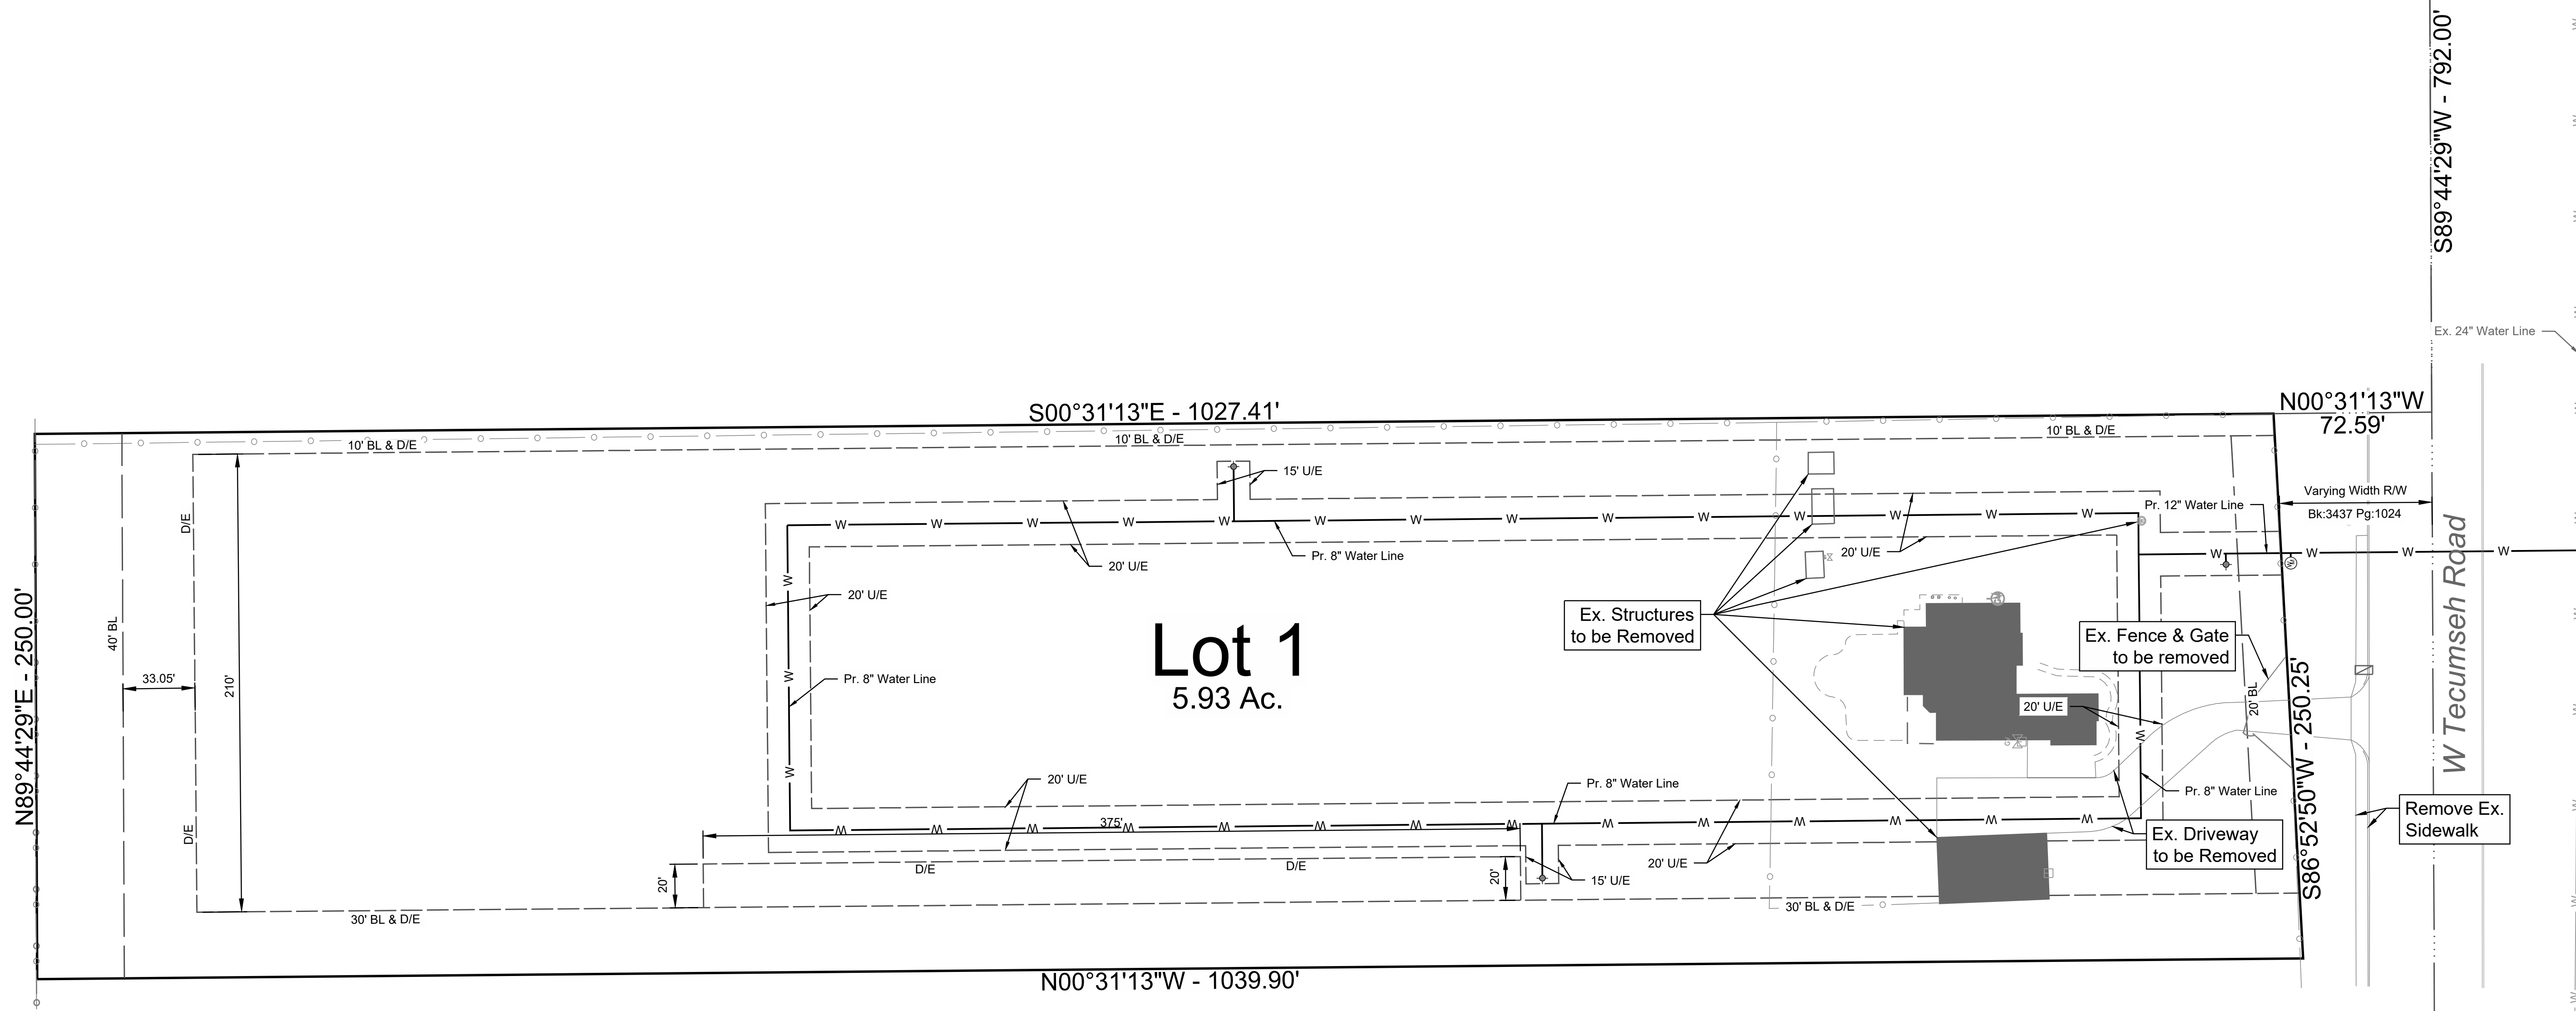 S89°44'29"W - 792.00'
Ex. 24" Water Line
S00°31'13"E - 1027.41'
N00°31'13"W
72.59'
10' BL & D/E
10' BL & D/E
10' BL & D/E
15' U/E
Varying Width R/W
Bk:3437 Pg:1024
Pr. 12" Water Line
D/E
W W W W W W W W W W W W W W
Pr. 8" Water Line
20' U/E
20' U/E
W W W W
20' U/E
W
W
W
Ex. Structures
to be Removed
Lot 1
5.93 Ac.
Ex. Fence & Gate
to be removed
N89°44'29"E - 250.00'
40' BL
33.05'
210'
Pr. 8" Water Line
20' U/E
20' BL
W
S86°52'50"W - 250.25'
W Tecumseh Road
20' U/E
Pr. 8" Water Line
Pr. 8" Water Line
Remove Ex.
Sidewalk
D/E
375'
W W W W W W W W W W W W W W
Ex. Driveway
to be Removed
20'
D/E
D/E
20'
15' U/E
20' U/E
30' BL & D/E
30' BL & D/E
N00°31'13"W - 1039.90'